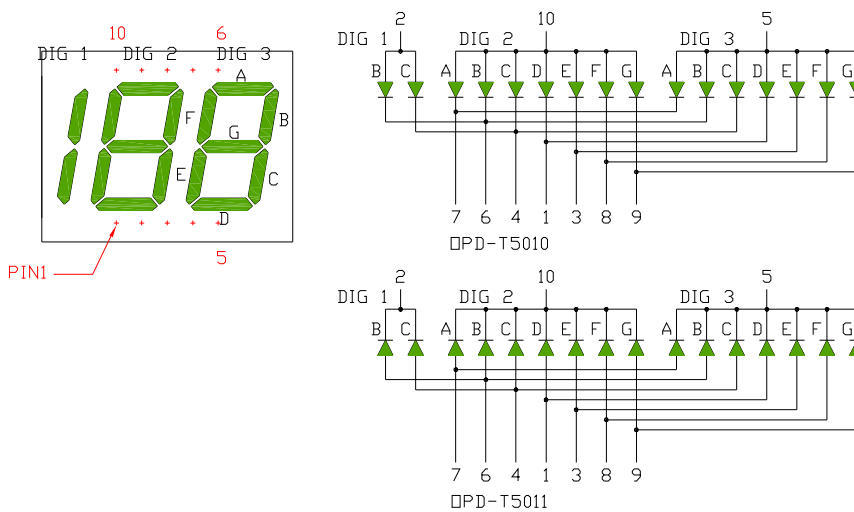 10 6
DIG 1 DIG 2 DIG 3
A
F B
G
E C
D
5
PIN1
2 10 5
DIG 1 DIG 2 DIG 3
B C A B C D E F G A B C D E F G
7 6 4 1 3 8 9
OPD-T5010
2 10 5
DIG 1 DIG 2 DIG 3
B C A B C D E F G A B C D E F G
7 6 4 1 3 8 9
OPD-T5011